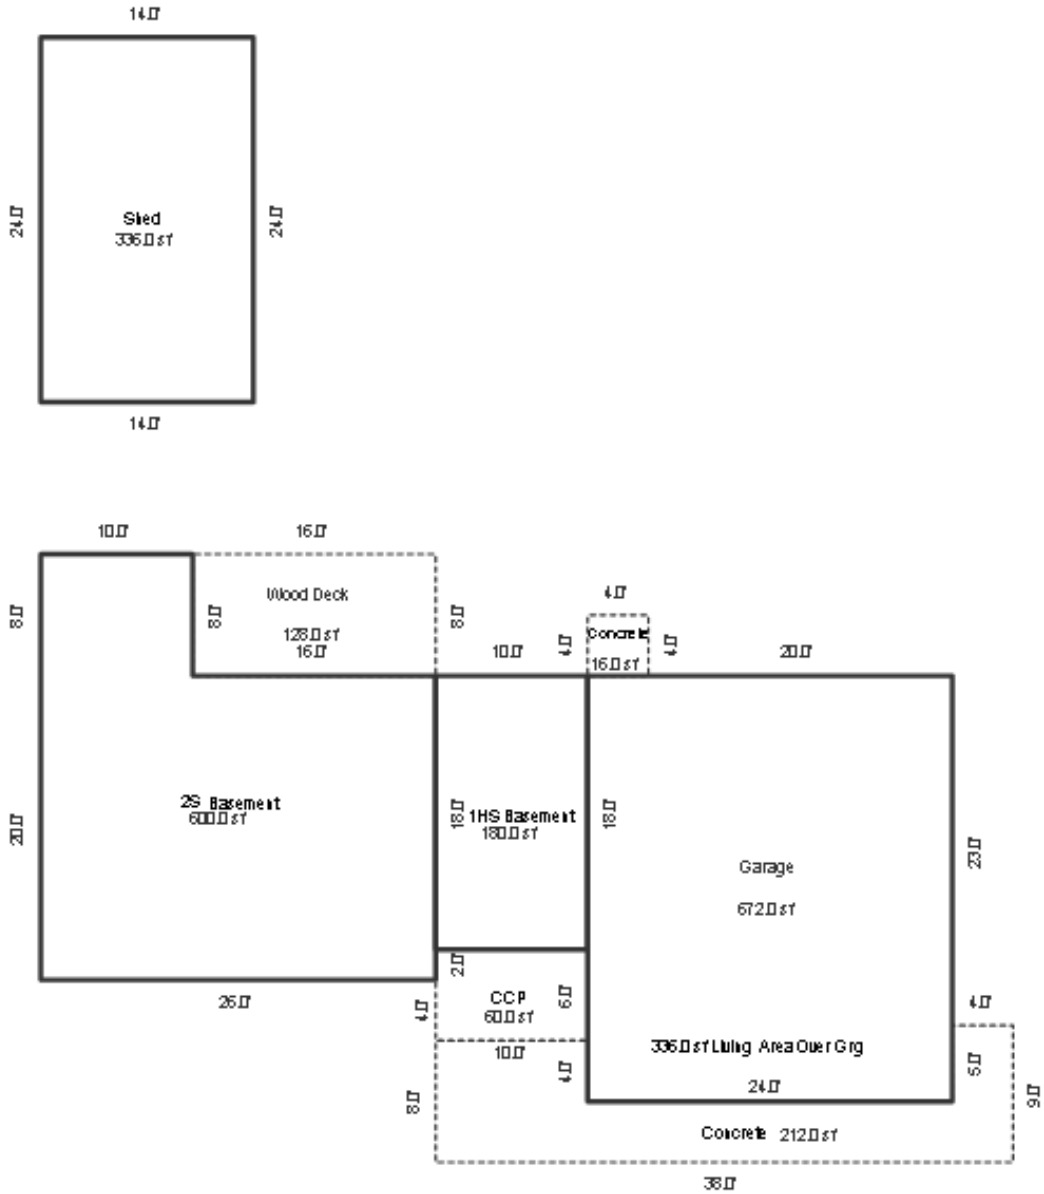 14.0'
24.0'
24.0'
Shed
336.0 sf
14.0'
10.0'
16.0'
8.0'
8.0'
Wood Deck
8.0'
4.0'
128.0 sf
4.0'
Concrete
4.0'
16.0'
10.0'
16.0 sf
20.0'
20.0'
2S Basement
600.0 sf
18.0'
1HS Basement
180.0 sf
18.0'
23.0'
Garage
672.0 sf
2.0'
26.0'
4.0'
CCP
60.0 sf
6.0'
4.0'
10.0'
4.0'
336.0 sf Living Area Over Grg
5.0'
24.0'
8.0'
9.0'
Concrete 212.0 sf
38.0'